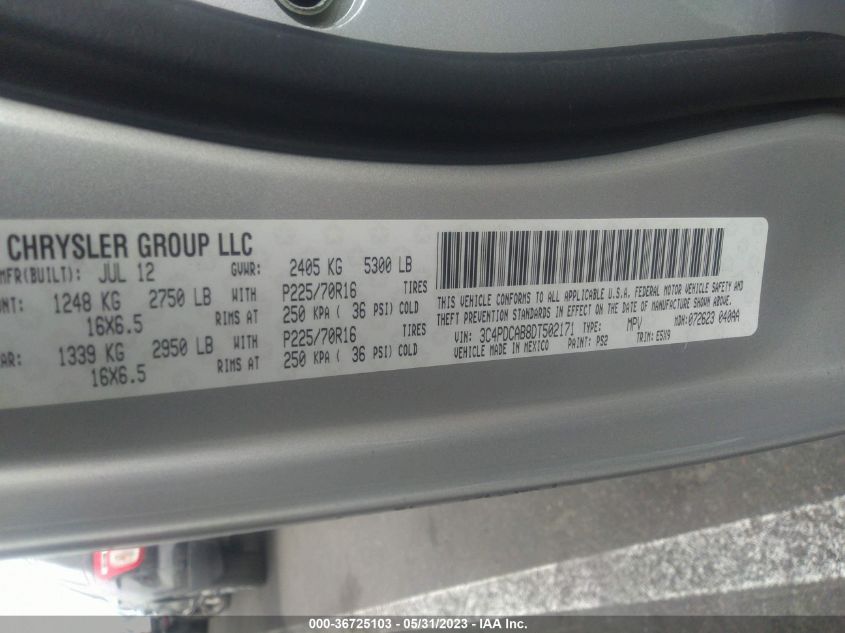 CHRYSLER GROUP LLC
MFR(BUILT): JUL 12 GVWR: 2405 KG 5300 LB
1248 KG 2750 LB WITH P225/70R16 TIRES
16X6.5 RIMS AT 250 KPA ( 36 PSI) COLD
1339 KG 2950 LB WITH P225/70R16 TIRES
16X6.5 RIMS AT 250 KPA ( 36 PSI) COLD
THIS VEHICLE CONFORMS TO ALL APPLICABLE U.S.A. FEDERAL MOTOR VEHICLE SAFETY AND
THEFT PREVENTION STANDARDS IN EFFECT ON THE DATE OF MANUFACTURE SHOWN ABOVE.
VIN: 3C4PDCAB8DT502171 TYPE: MPV MDH: 072623 040AA
VEHICLE MADE IN MEXICO PAINT: PS2 TRIM: E5X9
000-36725103 - 05/31/2023 - IAA Inc.